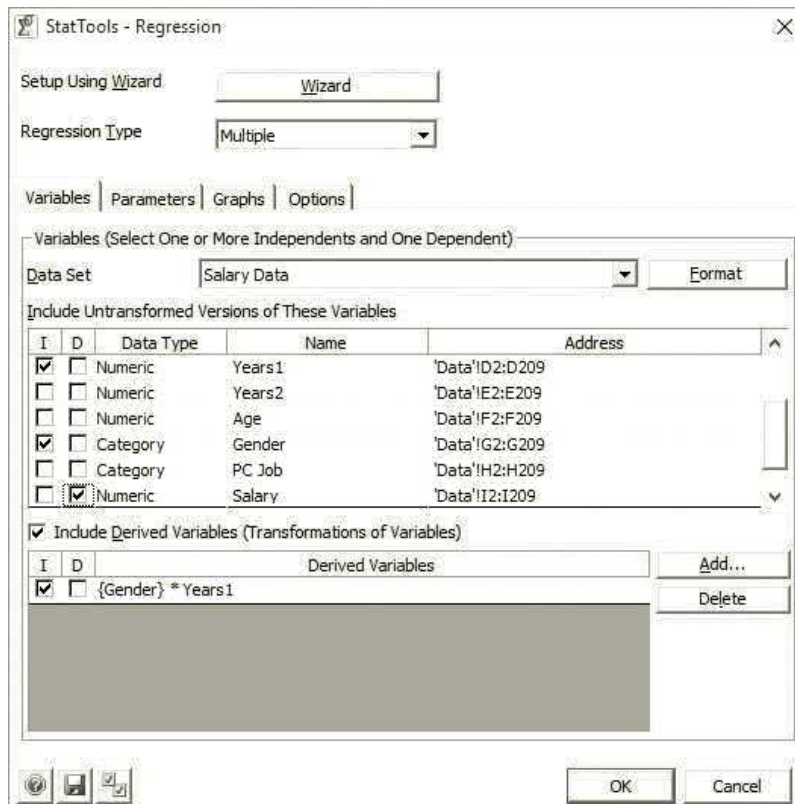 StatTools - Regression
Setup Using Wizard Wizard
Regression Type Multiple
Variables Parameters Graphs Options
Variables (Select One or More Independents and One Dependent)
Data Set Salary Data Format
Include Untransformed Versions of These Variables
I D Data Type Name Address
Numeric Years1 'Data'!D2:D209
Numeric Years2 'Data'!E2:E209
Numeric Age 'Data'!F2:F209
Category Gender 'Data'!G2:G209
Category PC Job 'Data'!H2:H209
Numeric Salary 'Data'!I2:I209
Include Derived Variables (Transformations of Variables)
I D Derived Variables Add...
{Gender} * Years1 Delete
OK Cancel